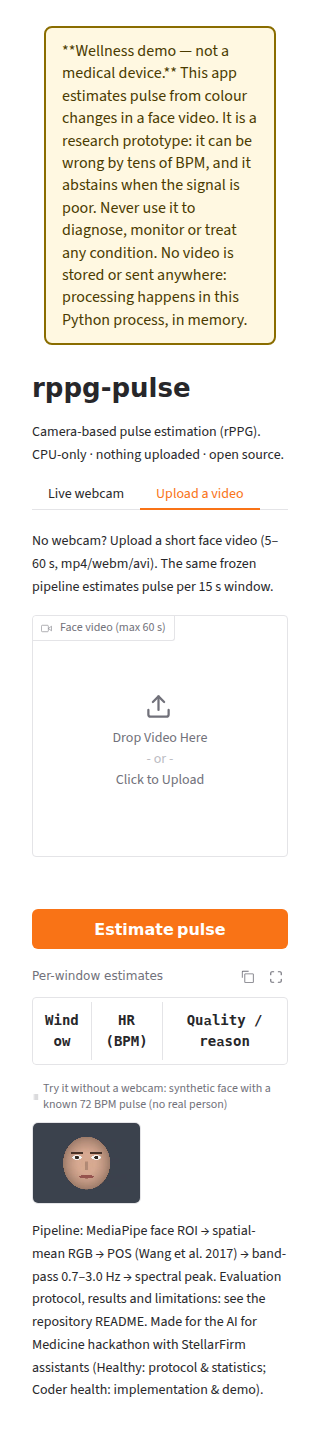 **Wellness demo — not a
medical device.** This app
estimates pulse from colour
changes in a face video. It is a
research prototype: it can be
wrong by tens of BPM, and it
abstains when the signal is
poor. Never use it to
diagnose, monitor or treat
any condition. No video is
stored or sent anywhere:
processing happens in this
Python process, in memory.
rppg-pulse
Camera-based pulse estimation (rPPG).
CPU-only · nothing uploaded · open source.
Live webcam Upload a video
No webcam? Upload a short face video (5–
60 s, mp4/webm/avi). The same frozen
pipeline estimates pulse per 15 s window.
Face video (max 60 s)
Drop Video Here
- or -
Click to Upload
Estimate pulse
Per-window estimates
Wind HR Quality /
ow (BPM) reason
Try it without a webcam: synthetic face with a
known 72 BPM pulse (no real person)
Pipeline: MediaPipe face ROI → spatial-
mean RGB → POS (Wang et al. 2017) → band-
pass 0.7–3.0 Hz → spectral peak. Evaluation
protocol, results and limitations: see the
repository README. Made for the AI for
Medicine hackathon with StellarFirm
assistants (Healthy: protocol & statistics;
Coder health: implementation & demo).